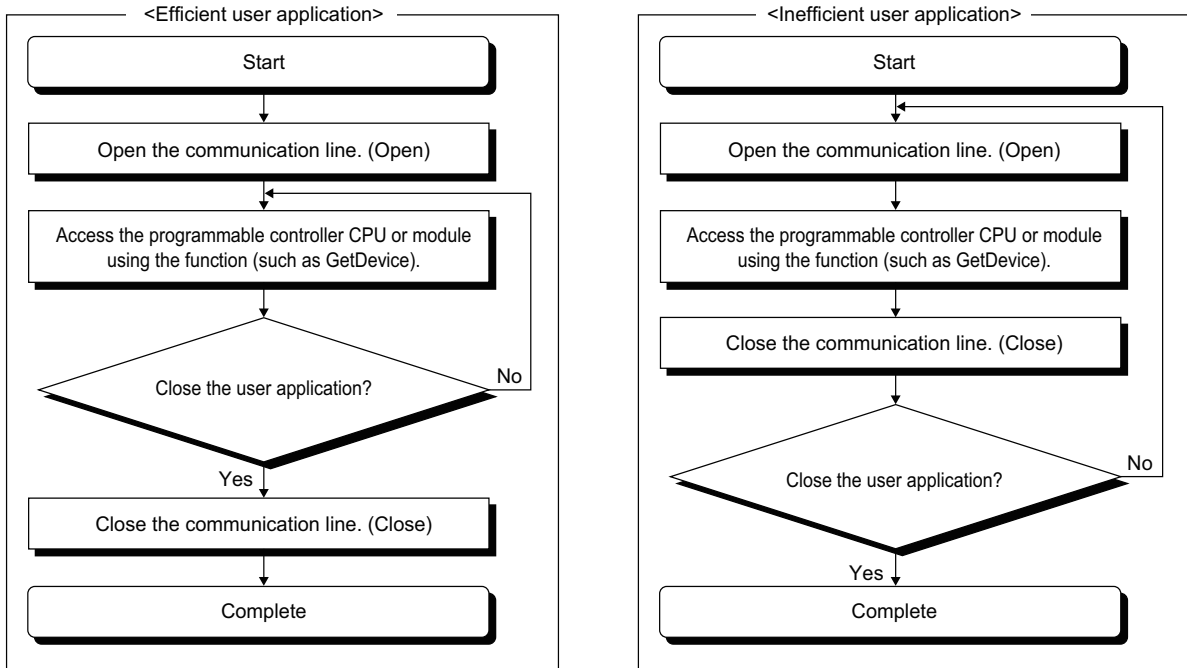 <Efficient user application>
Start
Open the communication line. (Open)
Access the programmable controller CPU or module
using the function (such as GetDevice).
Close the user application?
No
Yes
Close the communication line. (Close)
Complete
<Inefficient user application>
Start
Open the communication line. (Open)
Access the programmable controller CPU or module
using the function (such as GetDevice).
Close the communication line. (Close)
Close the user application?
No
Yes
Complete